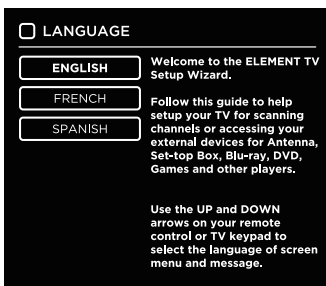 LANGUAGE
ENGLISH
FRENCH
SPANISH
Welcome to the ELEMENT TV
Setup Wizard.
Follow this guide to help
setup your TV for scanning
channels or accessing your
external devices for Antenna,
Set-top Box, Blu-ray, DVD,
Games and other players.
Use the UP and DOWN
arrows on your remote
control or TV keypad to
select the language of screen
menu and message.